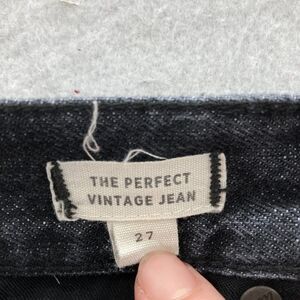 THE PERFECT
VINTAGE JEAN
27